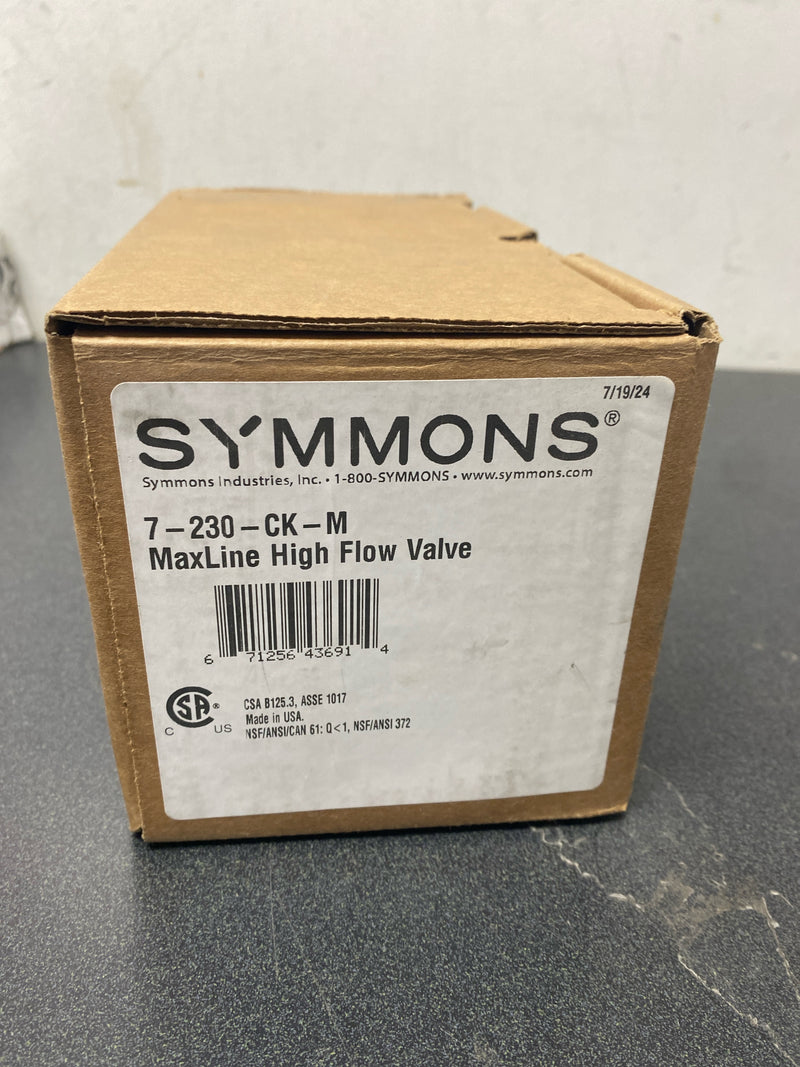 7/19/24
SYMMONS®
Symmons Industries, Inc. • 1-800-SYMMONS • www.symmons.com
7-230-CK-M
MaxLine High Flow Valve
6 71256 43691 4
CSA B125.3, ASSE 1017
SA®
Made in USA.
C US
NSF/ANSI/CAN 61: Q<1, NSF/ANSI 372